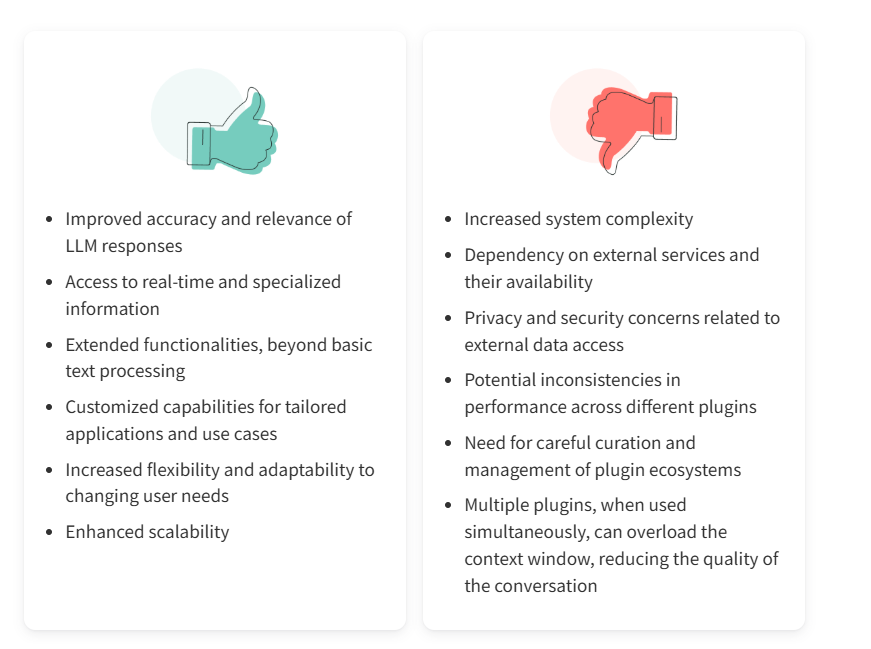 Improved accuracy and relevance of
LLM responses
Access to real-time and specialized
information
Extended functionalities, beyond basic
text processing
Customized capabilities for tailored
applications and use cases
Increased flexibility and adaptability to
changing user needs
Enhanced scalability
Increased system complexity
Dependency on external services and
their availability
Privacy and security concerns related to
external data access
Potential inconsistencies in
performance across different plugins
Need for careful curation and
management of plugin ecosystems
Multiple plugins, when used
simultaneously, can overload the
context window, reducing the quality of
the conversation